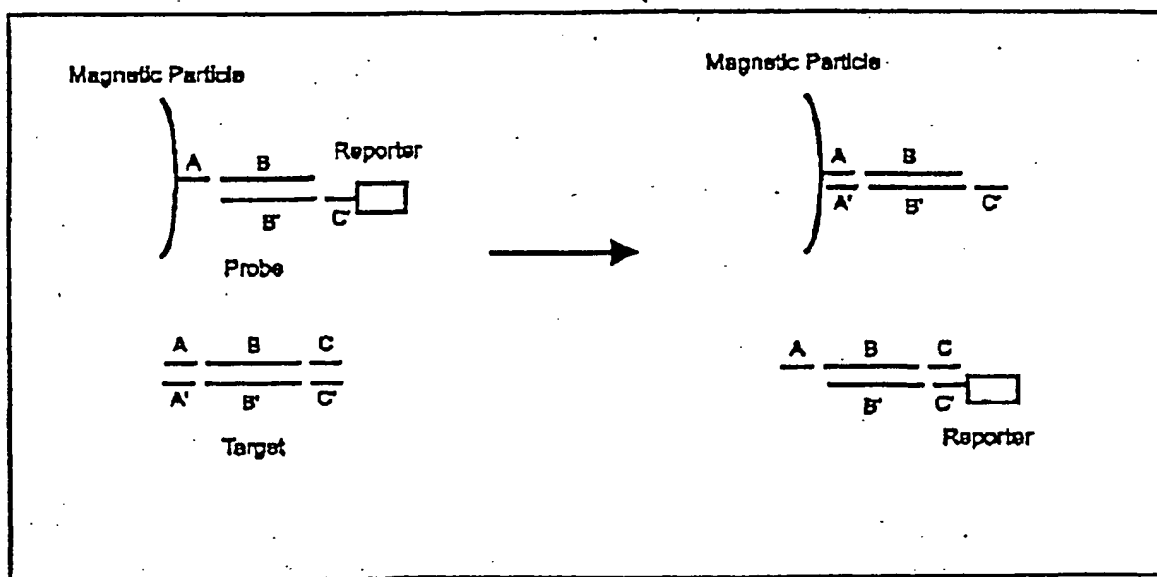 Magnetic Particle
A B Reporter
B' C'
Probe
A B C
A' B' C'
Target
Magnetic Particle
A B
A' B' C'
A B C
B' C'
Reporter